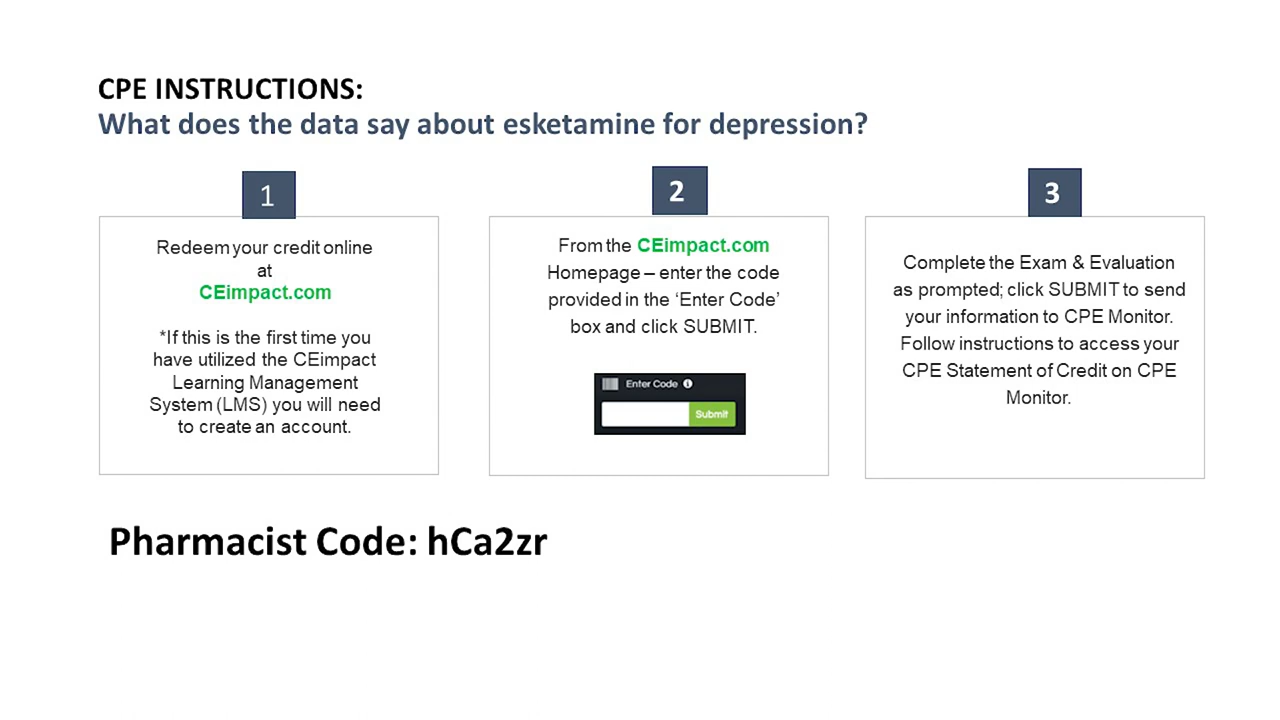 CPE INSTRUCTIONS:
What does the data say about esketamine for depression?
1
Redeem your credit online
at
CEimpact.com
*If this is the first time you
have utilized the CEimpact
Learning Management
System (LMS) you will need
to create an account.
2
From the CEimpact.com
Homepage – enter the code
provided in the ‘Enter Code’
box and click SUBMIT.
Enter Code
Submit
3
Complete the Exam & Evaluation
as prompted; click SUBMIT to send
your information to CPE Monitor.
Follow instructions to access your
CPE Statement of Credit on CPE
Monitor.
Pharmacist Code: hCa2zr